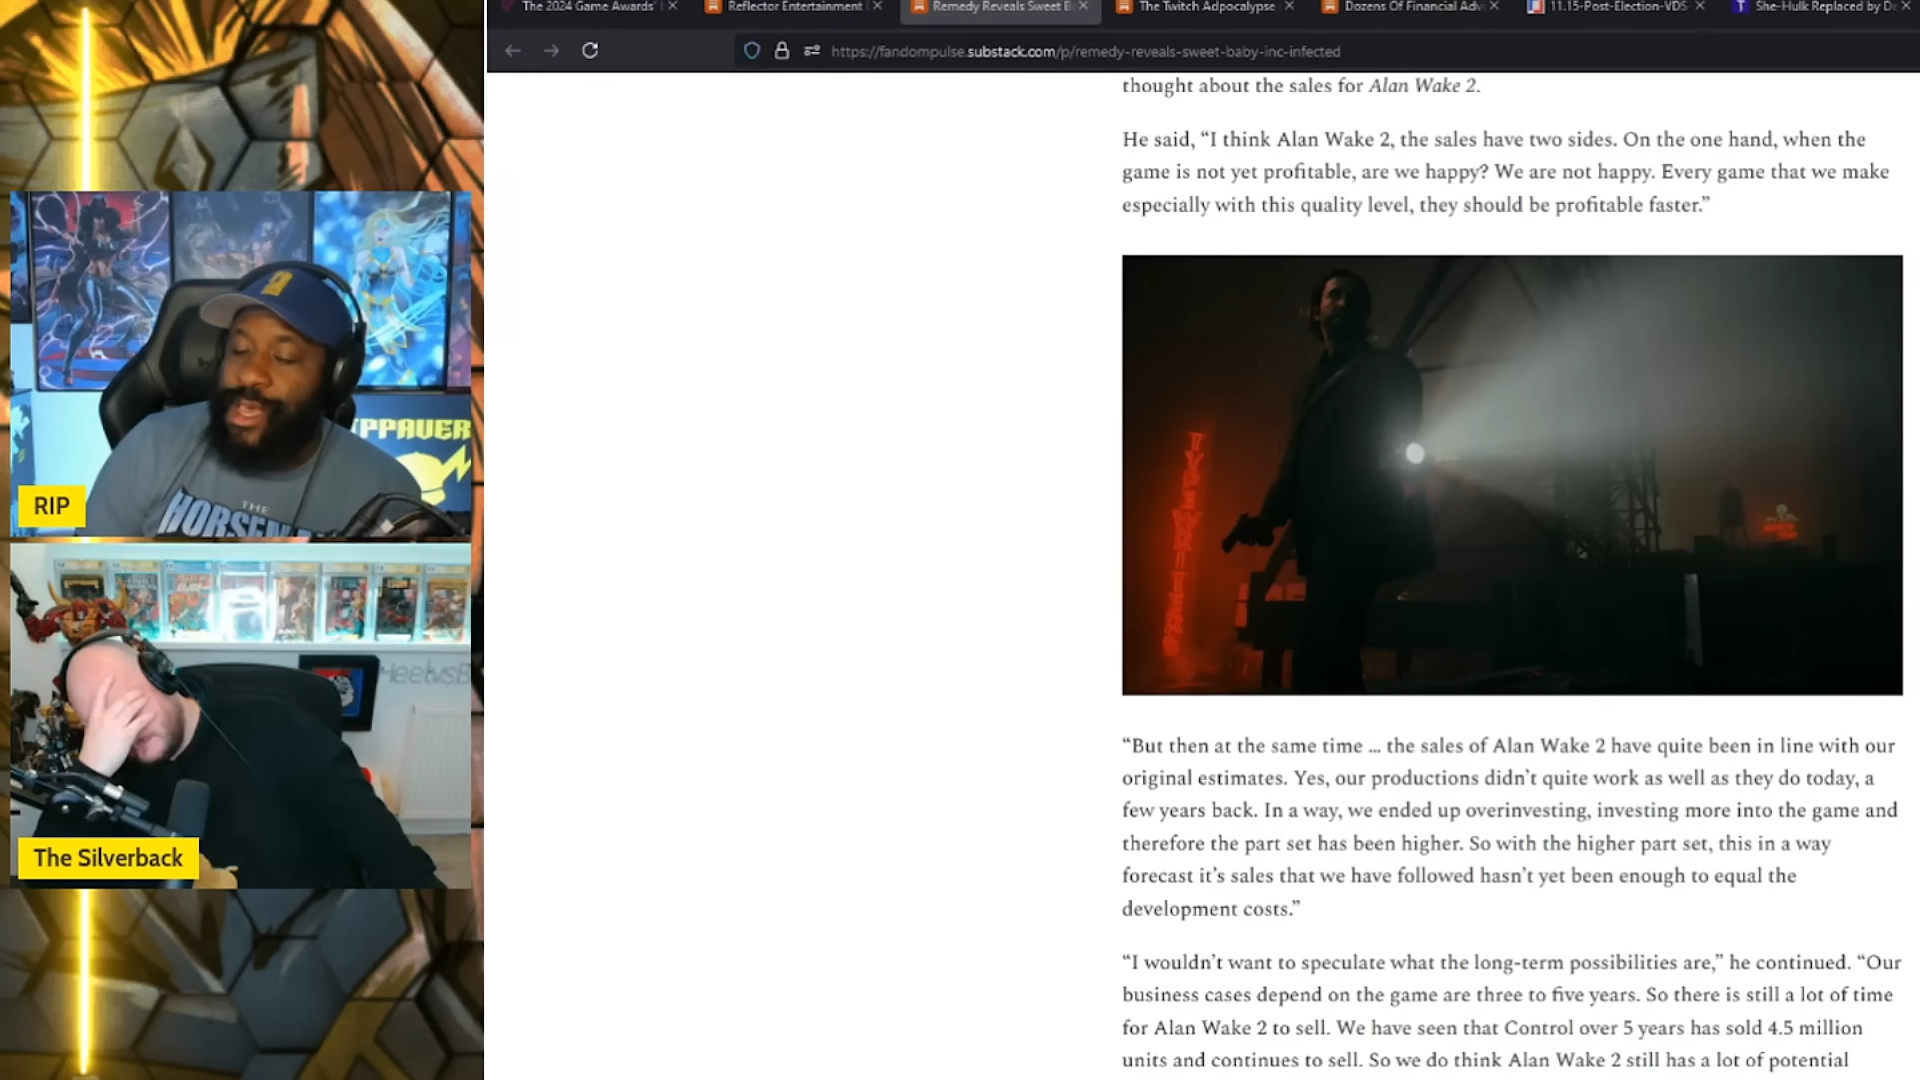 The 2024 Game Awards'
Reflector Entertainment
Remedy Reveals Sweet B
The Twitch Adpocalypse
Dozens Of Financial Adv
11.15-Post-Election-VDS
She-Hulk Replaced by De
https://fandompulse.substack.com/p/remedy-reveals-sweet-baby-inc-infected
thought about the sales for Alan Wake 2.
He said, “I think Alan Wake 2, the sales have two sides. On the one hand, when the
game is not yet profitable, are we happy? We are not happy. Every game that we make
especially with this quality level, they should be profitable faster.”
“But then at the same time ... the sales of Alan Wake 2 have quite been in line with our
original estimates. Yes, our productions didn’t quite work as well as they do today, a
few years back. In a way, we ended up overinvesting, investing more into the game and
therefore the part set has been higher. So with the higher part set, this in a way
forecast it’s sales that we have followed hasn’t yet been enough to equal the
development costs.”
“I wouldn’t want to speculate what the long-term possibilities are,” he continued. “Our
business cases depend on the game are three to five years. So there is still a lot of time
for Alan Wake 2 to sell. We have seen that Control over 5 years has sold 4.5 million
units and continues to sell. So we do think Alan Wake 2 still has a lot of potential
IPPAVER
THE
HORSEM
RIP
The Silverback